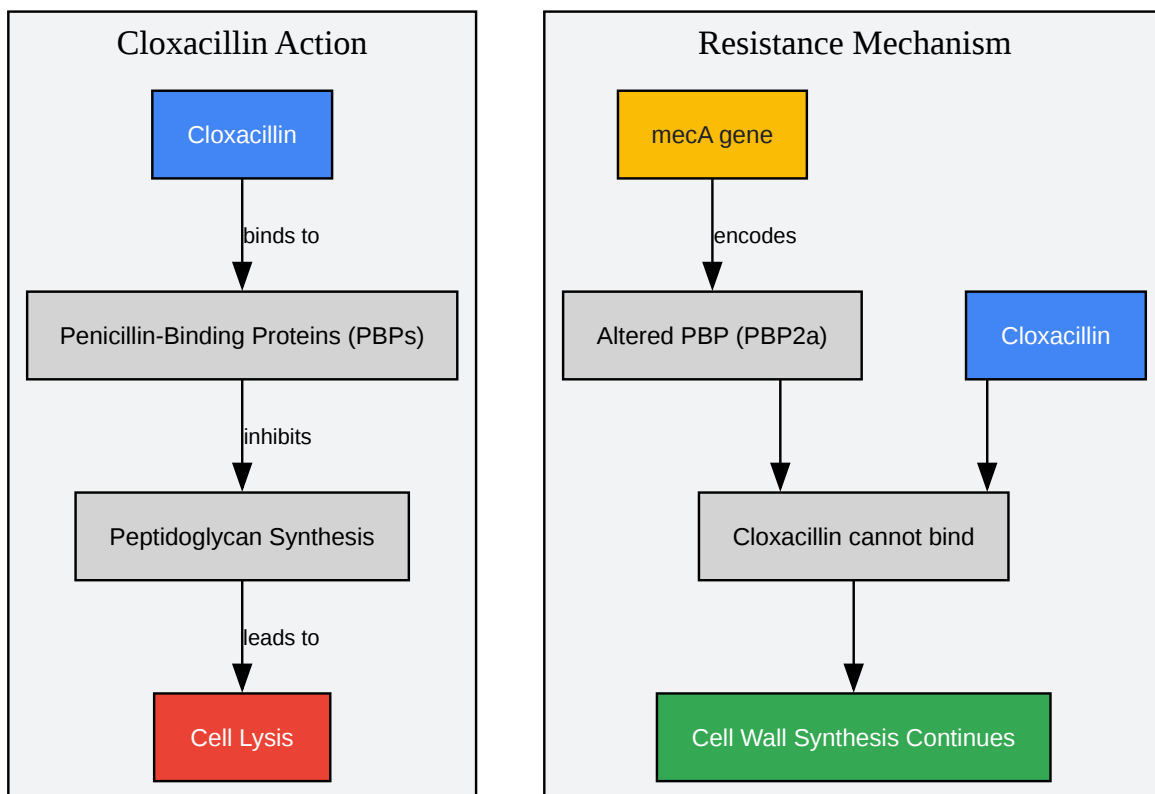 Cloxacillin Action
Cloxacillin
binds to
Penicillin-Binding Proteins (PBPs)
inhibits
Peptidoglycan Synthesis
leads to
Cell Lysis
Resistance Mechanism
mecA gene
encodes
Altered PBP (PBP2a)
Cloxacillin
Cloxacillin cannot bind
Cell Wall Synthesis Continues